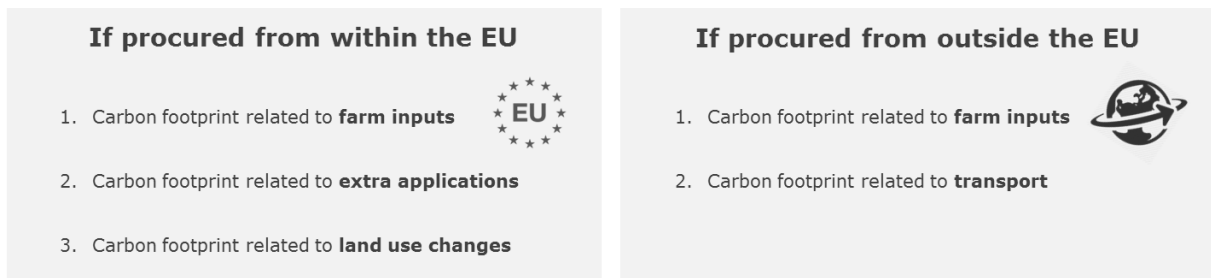 If procured from within the EU
1. Carbon footprint related to farm inputs
EU
2. Carbon footprint related to extra applications
3. Carbon footprint related to land use changes
If procured from outside the EU
1. Carbon footprint related to farm inputs
2. Carbon footprint related to transport